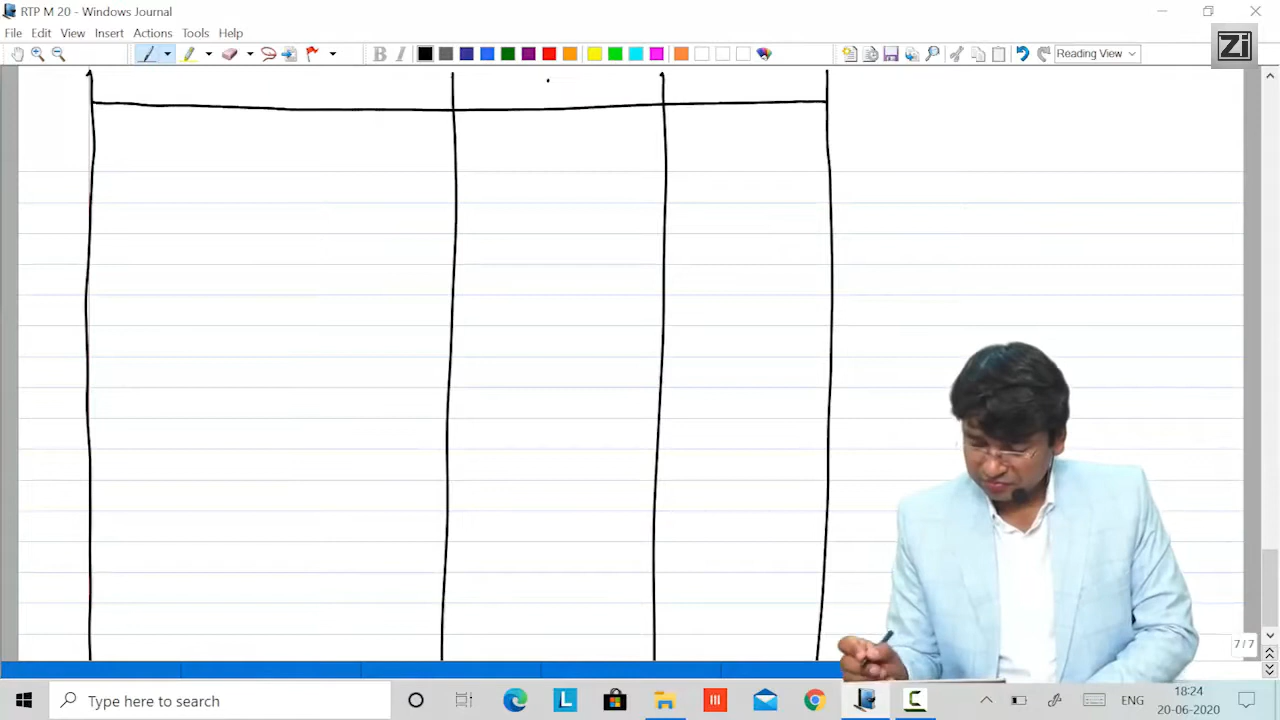 RTP M 20 - Windows Journal
File Edit View Insert Actions Tools Help
Zi
B I
Reading View
7 / 7
Type here to search
L
C
ENG
18:24
20-06-2020